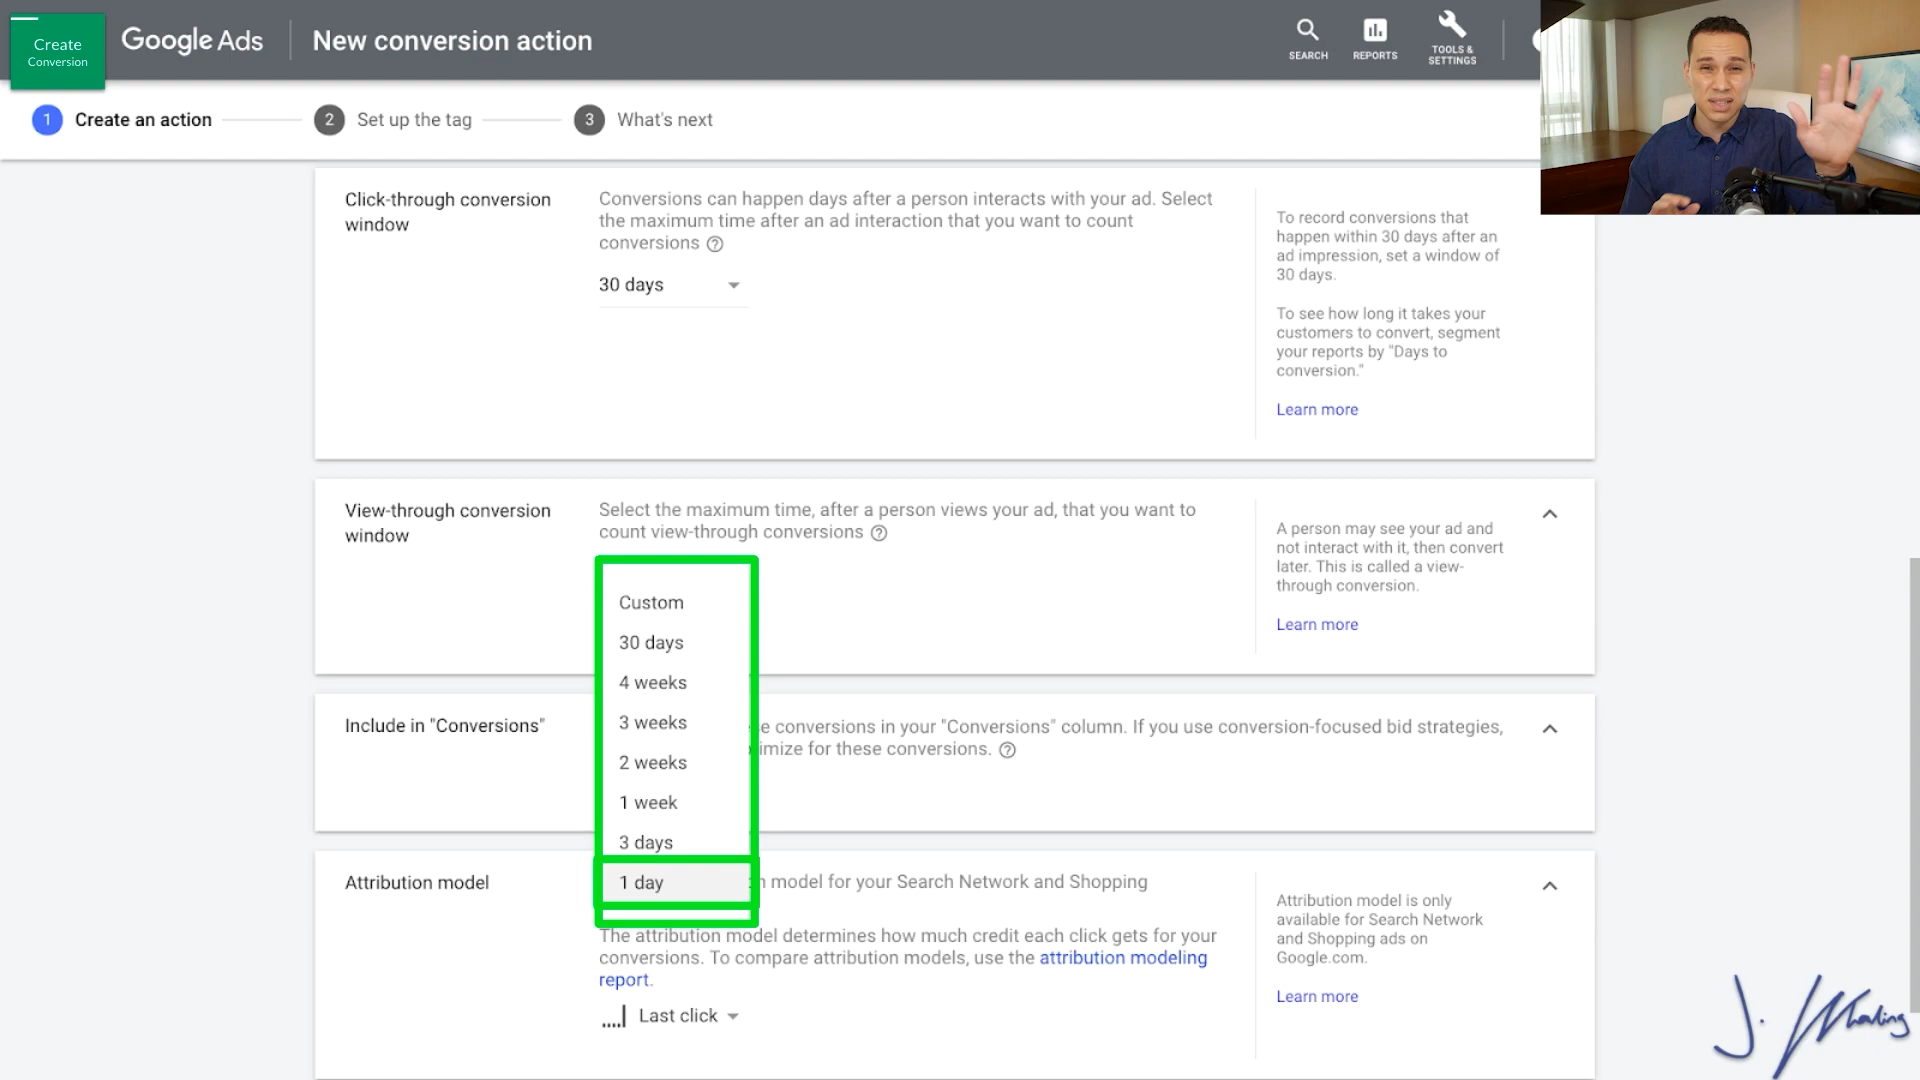 Create
Conversion
Google Ads
New conversion action
SEARCH
REPORTS
TOOLS &
SETTINGS
1 Create an action
2 Set up the tag
3 What's next
Click-through conversion
window
Conversions can happen days after a person interacts with your ad. Select
the maximum time after an ad interaction that you want to count
conversions
30 days
To record conversions that
happen within 30 days after an
ad impression, set a window of
30 days.
To see how long it takes your
customers to convert, segment
your reports by "Days to
conversion."
Learn more
View-through conversion
window
Select the maximum time, after a person views your ad, that you want to
count view-through conversions
A person may see your ad and
not interact with it, then convert
later. This is called a view-
through conversion.
Learn more
Custom
30 days
4 weeks
3 weeks
2 weeks
1 week
3 days
1 day
Include in "Conversions"
conversions in your "Conversions" column. If you use conversion-focused bid strategies,
for these conversions.
Attribution model
model for your Search Network and Shopping
The attribution model determines how much credit each click gets for your
conversions. To compare attribution models, use the attribution modeling
report.
Last click
Attribution model is only
available for Search Network
and Shopping ads on
Google.com.
Learn more